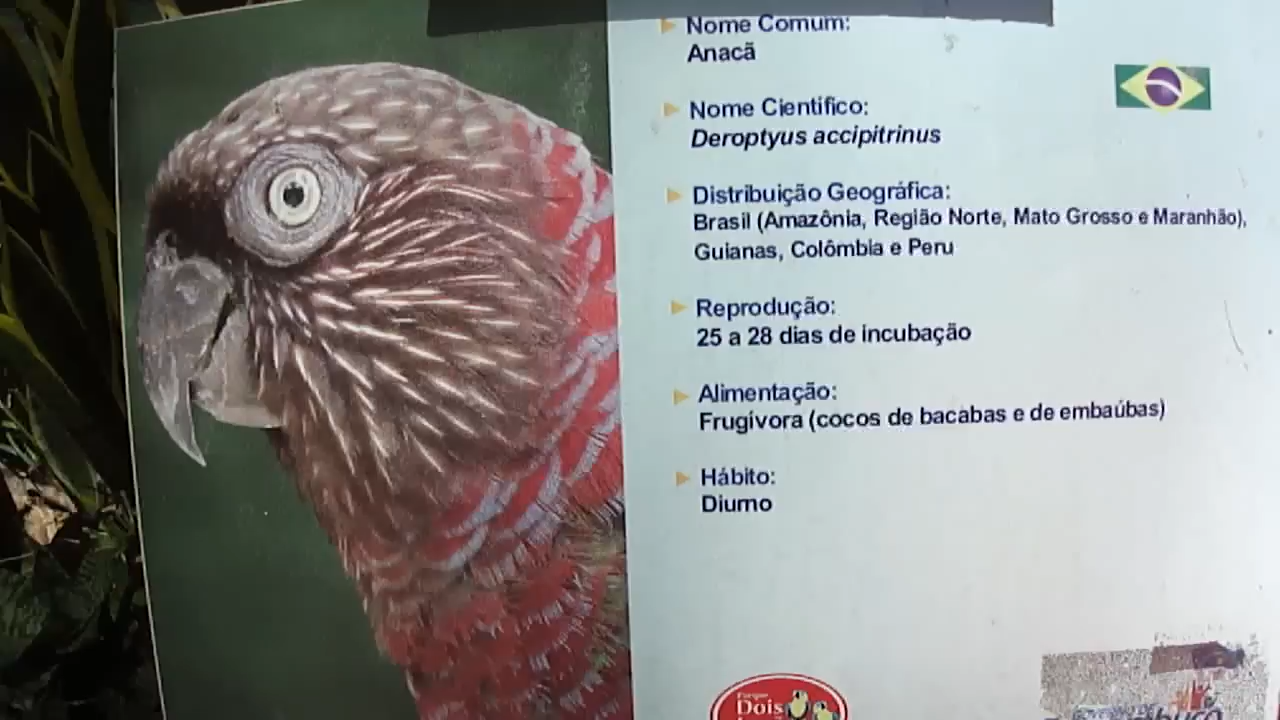 Nome Comum:
Anacã
Nome Cientifico:
Deroptyus accipitrinus
Distribuição Geográfica:
Brasil (Amazônia, Região Norte, Mato Grosso e Maranhão),
Guianas, Colômbia e Peru
Reprodução:
25 a 28 dias de incubação
Alimentação:
Frugívora (cocos de bacabas e de embaúbas)
Hábito:
Diurno
Parque
Dois